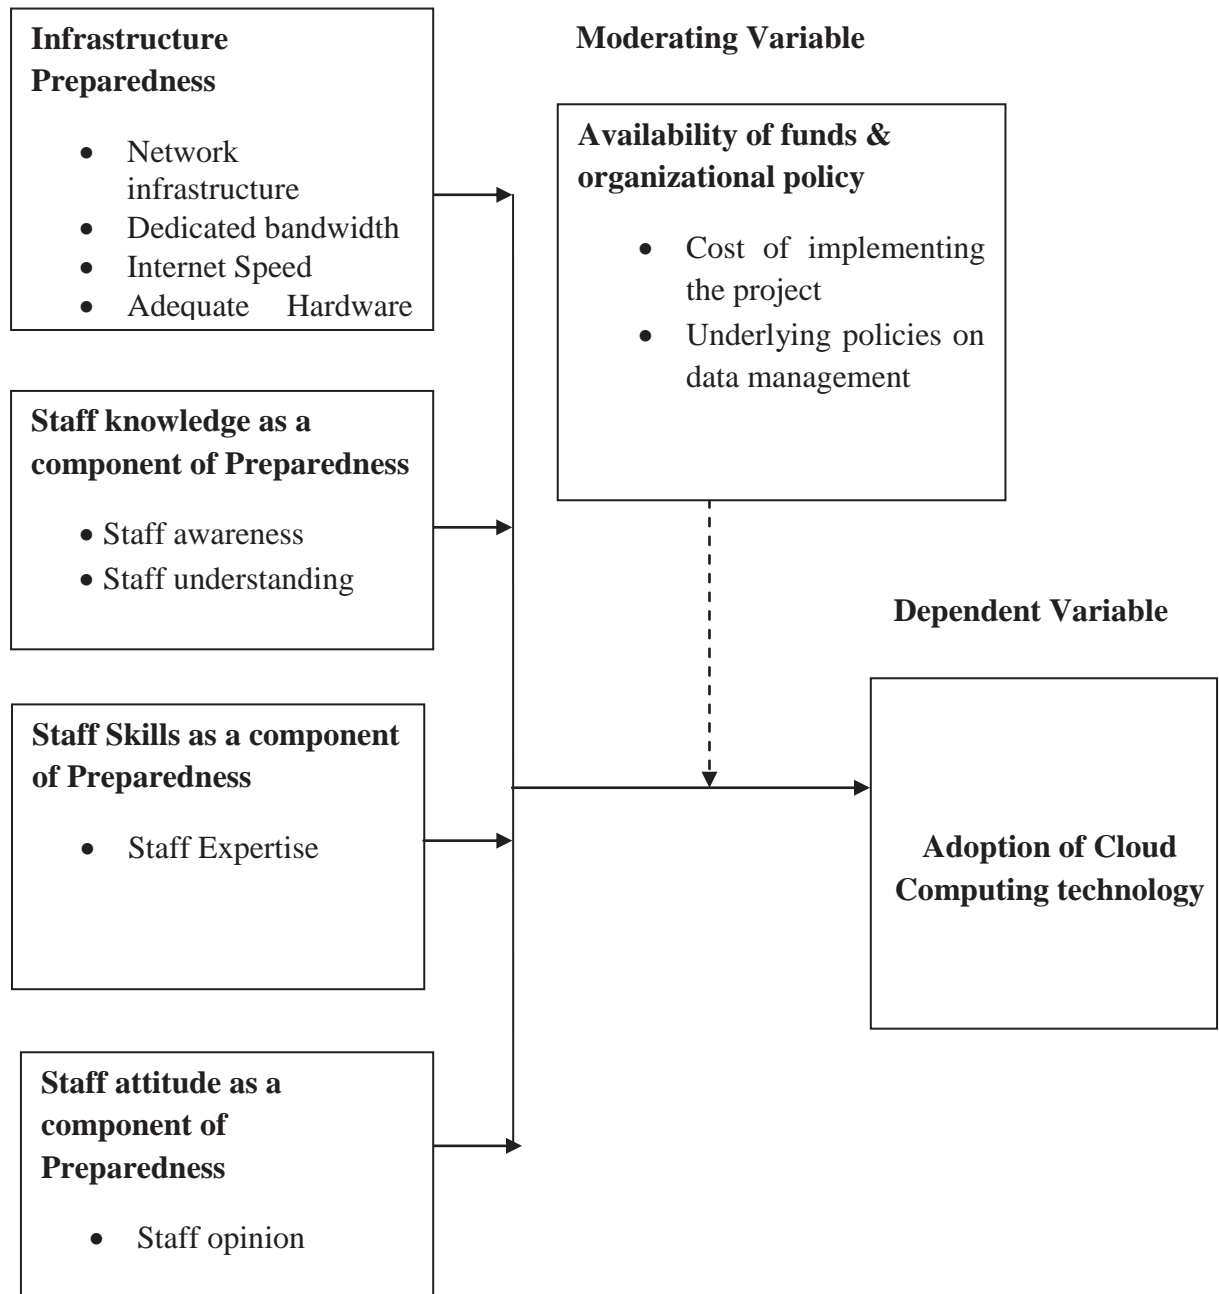 Infrastructure
Preparedness
• Network
infrastructure
• Dedicated bandwidth
• Internet Speed
• Adequate Hardware
Moderating Variable
Availability of funds &
organizational policy
• Cost of implementing
the project
• Underlying policies on
data management
Staff knowledge as a
component of Preparedness
• Staff awareness
• Staff understanding
Dependent Variable
Staff Skills as a component
of Preparedness
• Staff Expertise
Adoption of Cloud
Computing technology
Staff attitude as a
component of
Preparedness
• Staff opinion